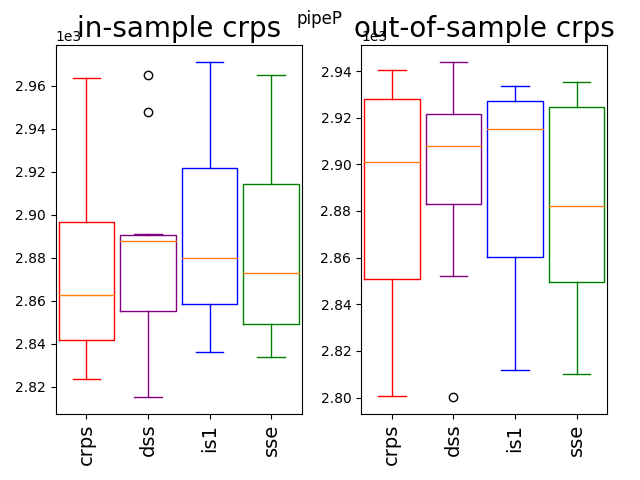 pipeP
in-sample crps
out-of-sample crps
1e3
1e3
2.96
2.94
2.92
2.90
2.88
2.86
2.84
2.82
2.94
2.92
2.90
2.88
2.86
2.84
2.82
2.80
crps
dss
is1
sse
crps
dss
is1
sse